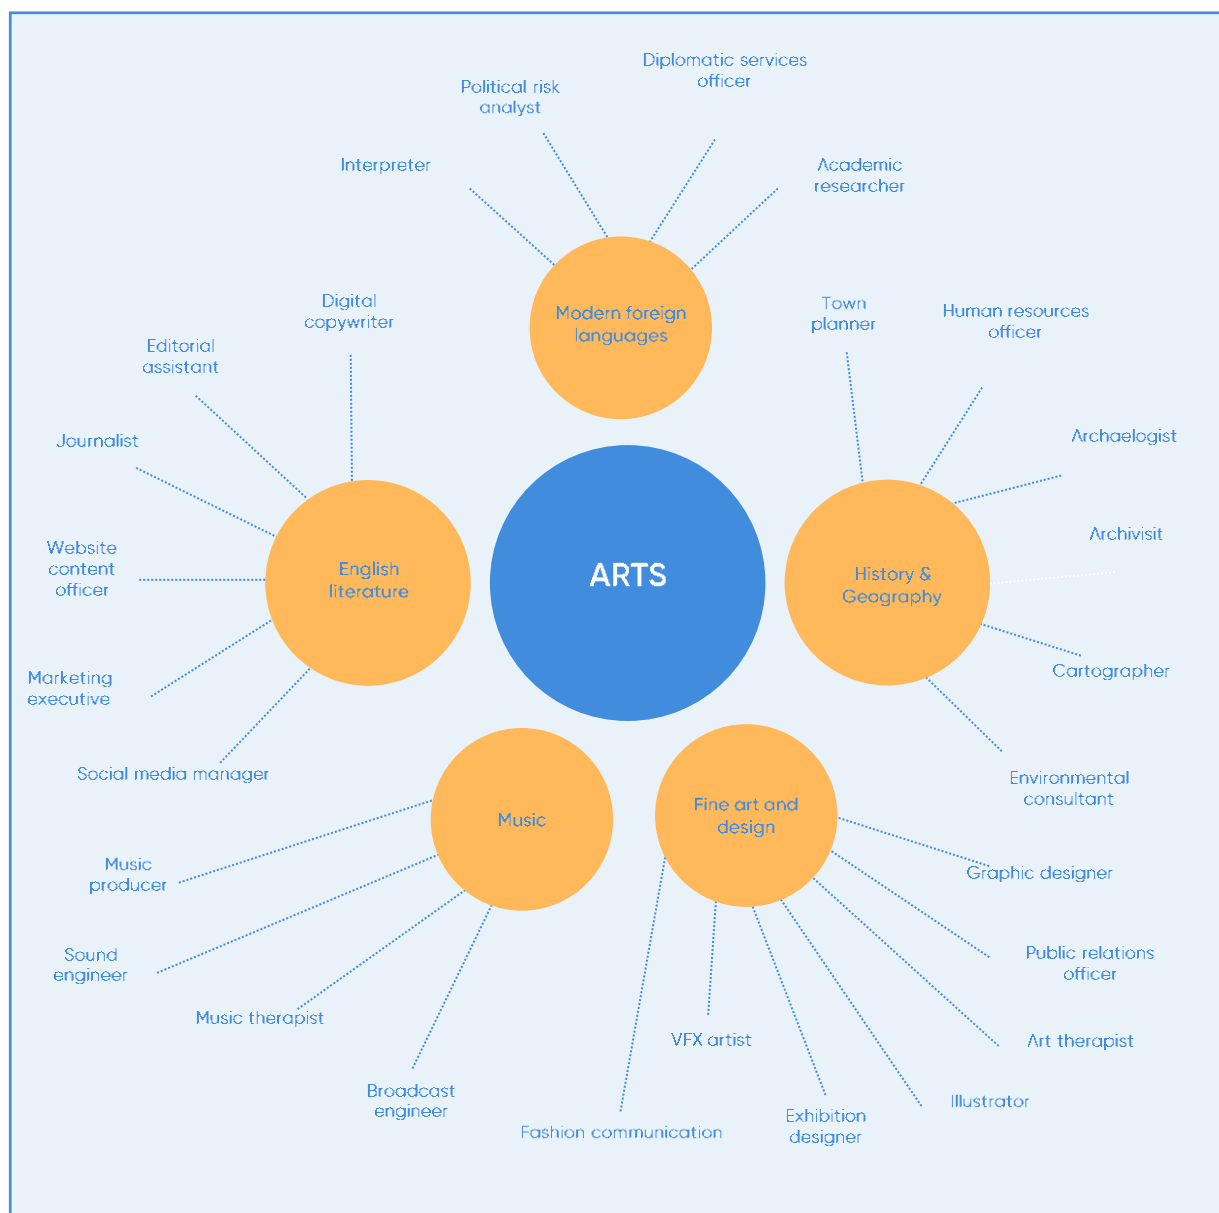 Diplomatic services
officer
Political risk
analyst
Interpreter
Academic
researcher
Modern foreign
languages
Digital
copywriter
Editorial
assistant
Journalist
Website
content
officer
Marketing
executive
Social media manager
English
literature
ARTS
Town
planner
Human resources
officer
Archaelogist
Archivisit
Cartographer
Environmental
consultant
History &
Geography
Music
Music
producer
Sound
engineer
Music therapist
Broadcast
engineer
Fine art and
design
Graphic designer
Public relations
officer
Art therapist
Illustrator
Exhibition
designer
VFX artist
Fashion communication